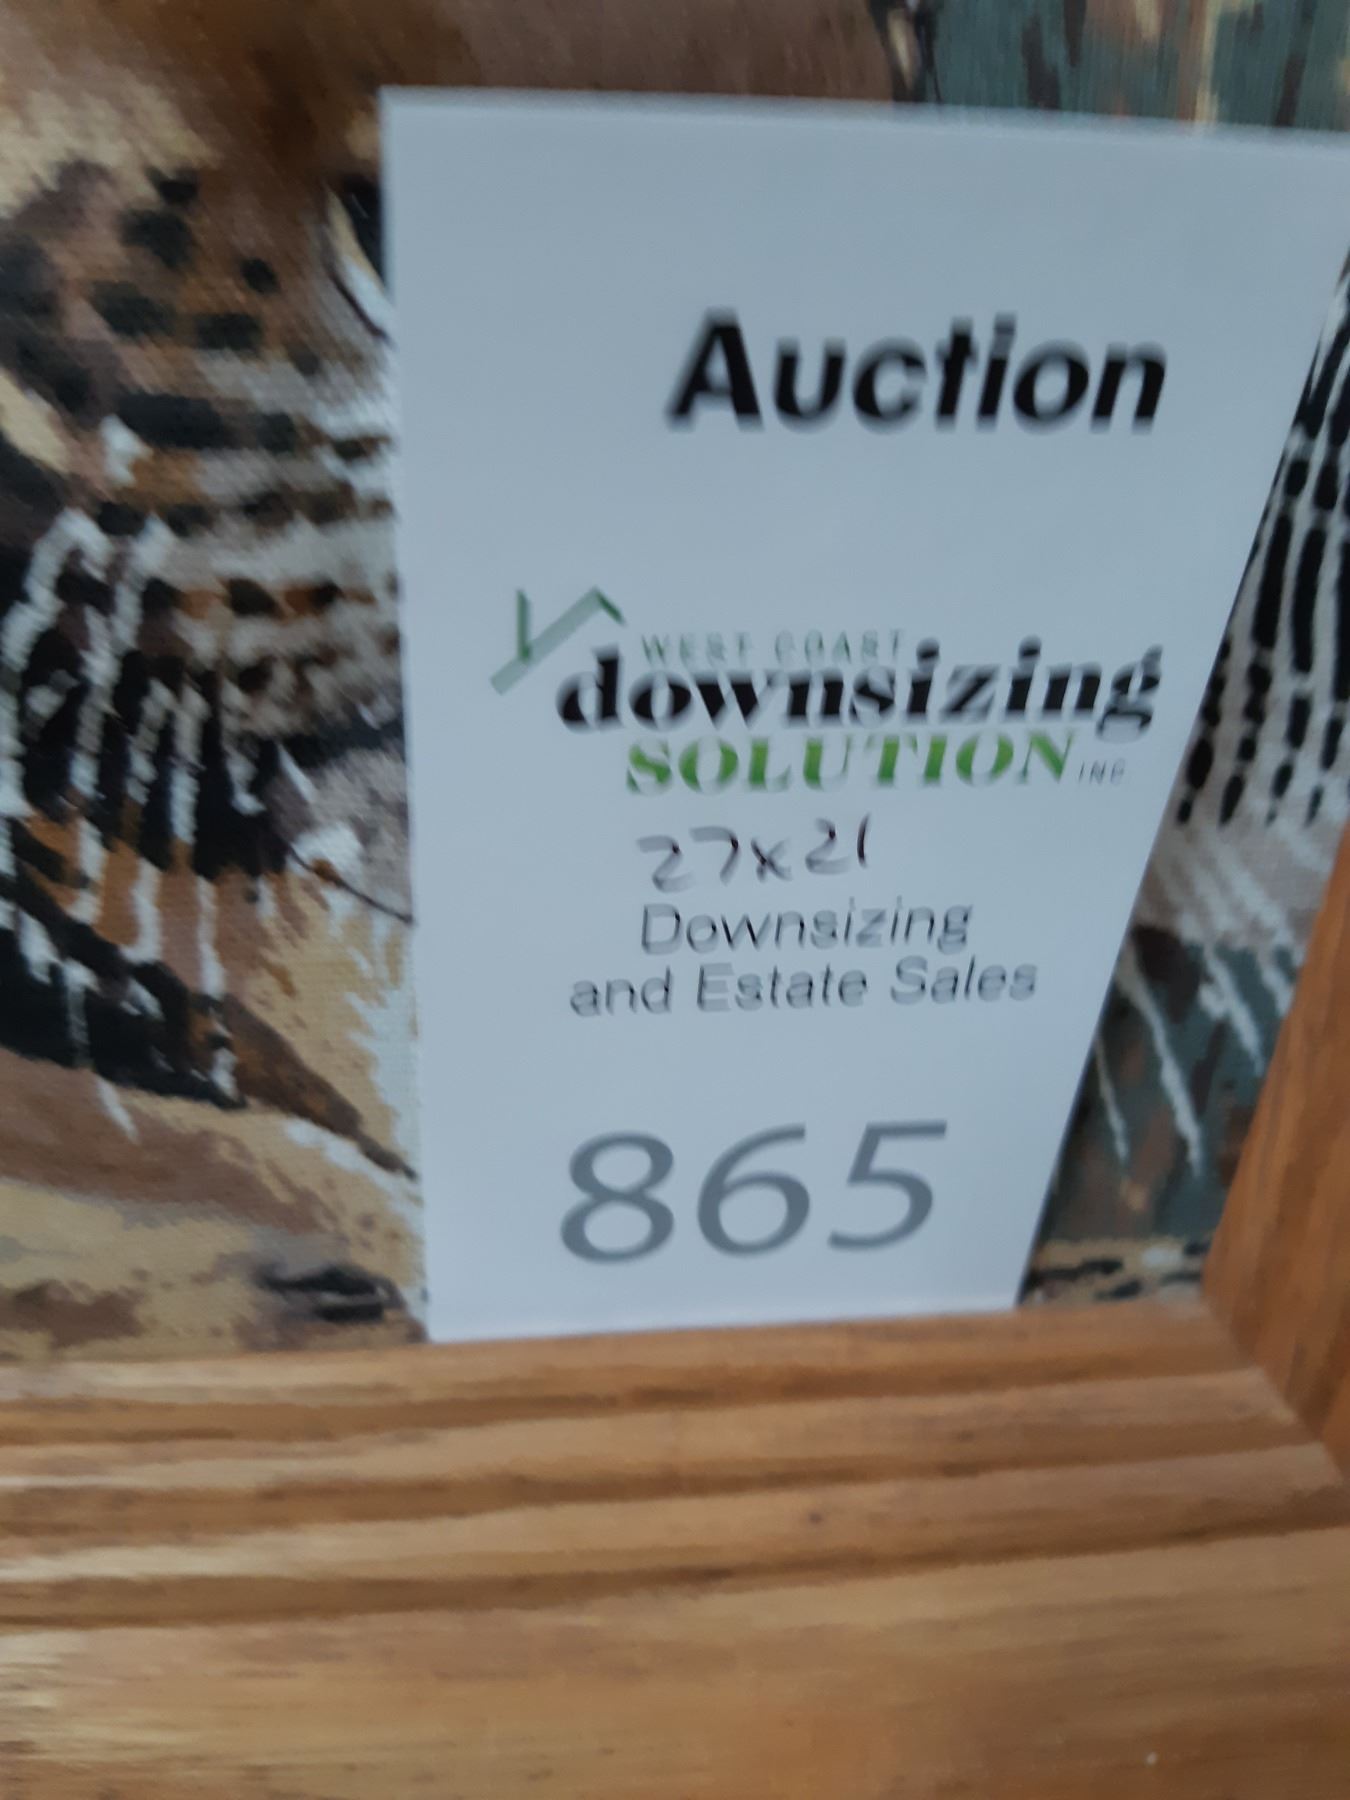 Auction
WEST COAST
downsizing
SOLUTION INC
27x21
Downsizing
and Estate Sales
865